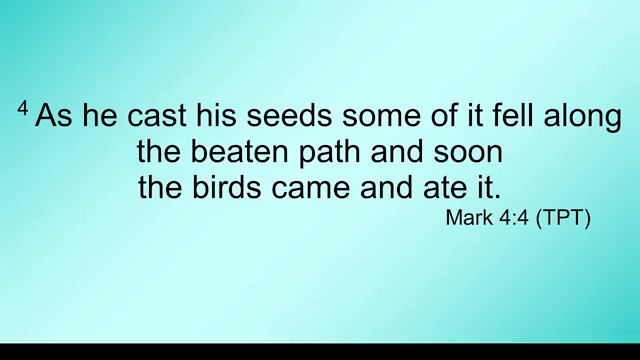 4 As he cast his seeds some of it fell along
the beaten path and soon
the birds came and ate it.
Mark 4:4 (TPT)